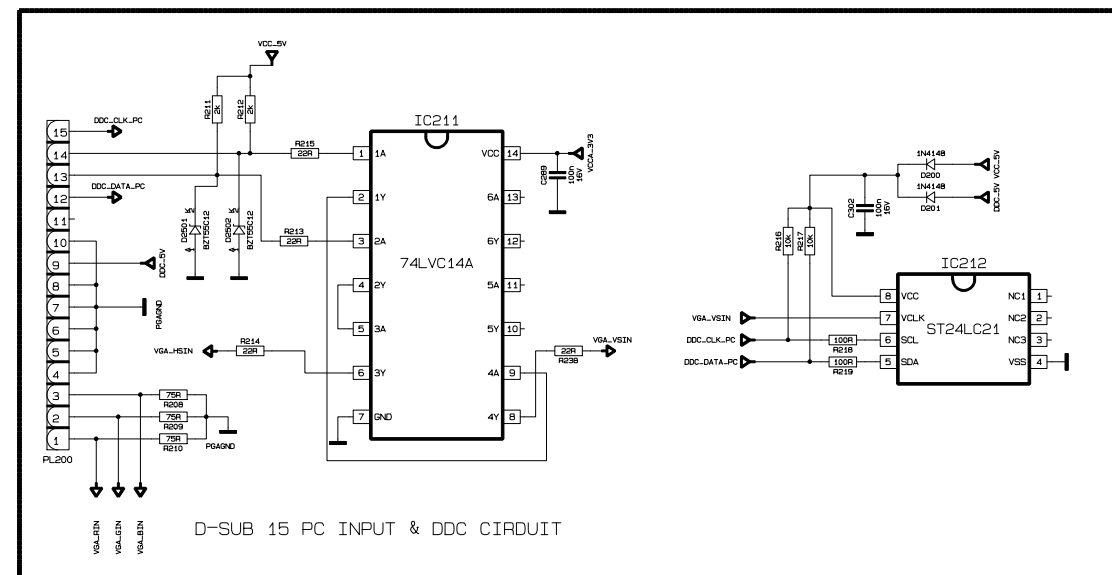 VCC_5V
R211
2k
R212
2k
IC211
15
DDC_CLK_PC
14
R215
22R
1
1A
VCC
14
VCCA_3V3
C289
100n
16V
1N4148
D200
VCC_5V
13
DDC_DATA_PC
12
2
1Y
6A
13
1N4148
D201
DDC_5V
11
D2501
BZT55C12
D2502
BZT55C12
C302
100n
16V
10
R213
22R
3
2A
6Y
12
R216
10k
R217
10k
9
DDC_5V
74LVC14A
IC212
8
4
2Y
5A
11
8
VCC
NC1
1
7
PGAGND
VGA_VSIN
7
VCLK
NC2
2
ST24LC21
6
5
3A
5Y
10
DDC_CLK_PC
100R
R218
6
SCL
NC3
3
5
VGA_HSIN
R214
22R
22R
R238
VGA_VSIN
DDC_DATA_PC
100R
R219
5
SDA
VSS
4
4
6
3Y
4A
9
3
75R
R208
2
75R
R209
7
GND
4Y
8
1
75R
R210
PGAGND
PL200
VGA_RIN
VGA_GIN
VGA_BIN
D-SUB 15 PC INPUT & DDC CIRDUIT